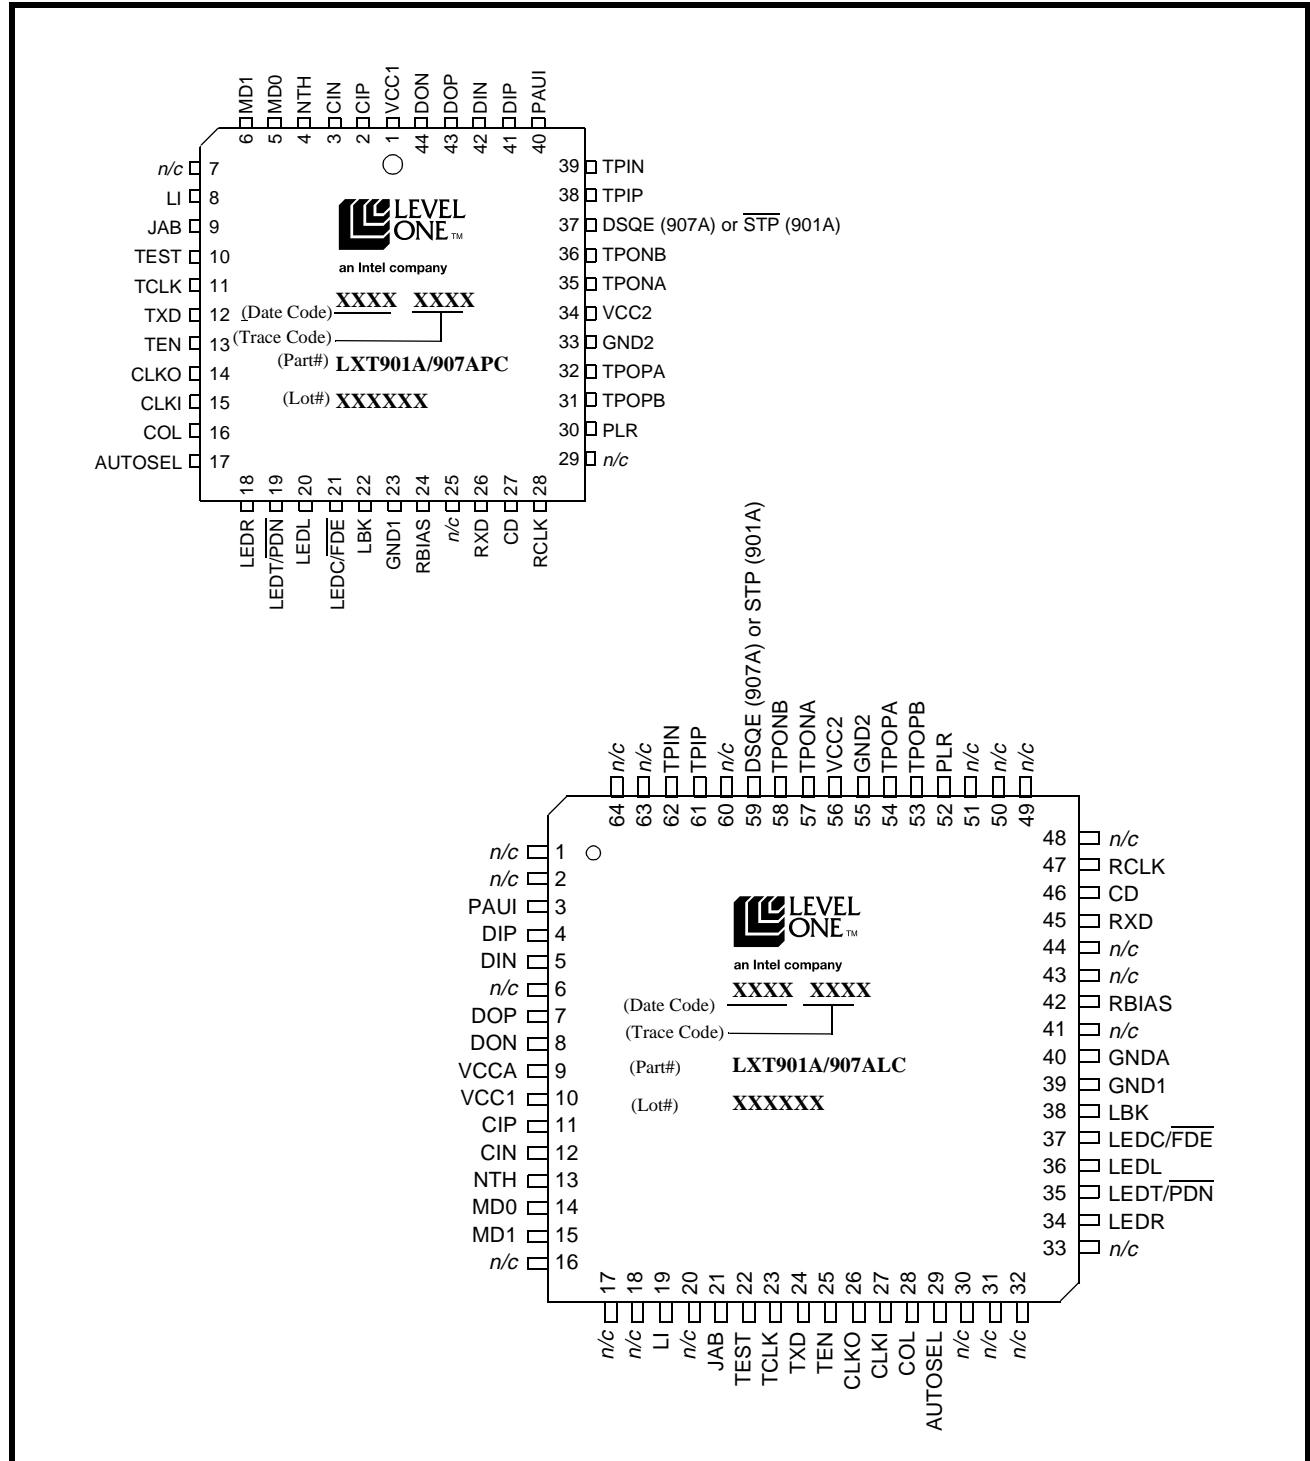 MD1 MD0 NTH CIN CIP VCC1 DON DOP DIN DIP PAUI
6 5 4 3 2 1 44 43 42 41 40
n/c 7
LI 8
JAB 9
TEST 10
TCLK 11
TXD 12
TEN 13
CLKO 14
CLKI 15
COL 16
AUTOSEL 17
LEVEL
ONE TM
an Intel company
(Date Code) XXXX XXXX
(Trace Code)
(Part#) LXT901A/907APC
(Lot#) XXXXXX
39 TPIN
38 TPIP
37 DSQE (907A) or STP (901A)
36 TPONB
35 TPONA
34 VCC2
33 GND2
32 TPOPA
31 TPOPB
30 PLR
29 n/c
18 19 20 21 22 23 24 25 26 27 28
LEDR LEDT/PDN LEDL LEDC/FDE LBK GND1 RBIAS n/c RXD CD RCLK
n/c n/c TPIN TPIP n/c DSQE (907A) or STP (901A) TPONB TPONA VCC2 GND2 TPOPA TPOPB PLR n/c n/c n/c
64 63 62 61 60 59 58 57 56 55 54 53 52 51 50 49
n/c 1
n/c 2
PAUI 3
DIP 4
DIN 5
n/c 6
DOP 7
DON 8
VCCA 9
VCC1 10
CIP 11
CIN 12
NTH 13
MD0 14
MD1 15
n/c 16
LEVEL
ONE TM
an Intel company
(Date Code) XXXX XXXX
(Trace Code)
(Part#) LXT901A/907ALC
(Lot#) XXXXXX
48 n/c
47 RCLK
46 CD
45 RXD
44 n/c
43 n/c
42 RBIAS
41 n/c
40 GNDA
39 GND1
38 LBK
37 LEDC/FDE
36 LEDL
35 LEDT/PDN
34 LEDR
33 n/c
17 18 19 20 21 22 23 24 25 26 27 28 29 30 31 32
n/c n/c LI n/c JAB TEST TCLK TXD TEN CLKO CLKI COL AUTOSEL n/c n/c n/c